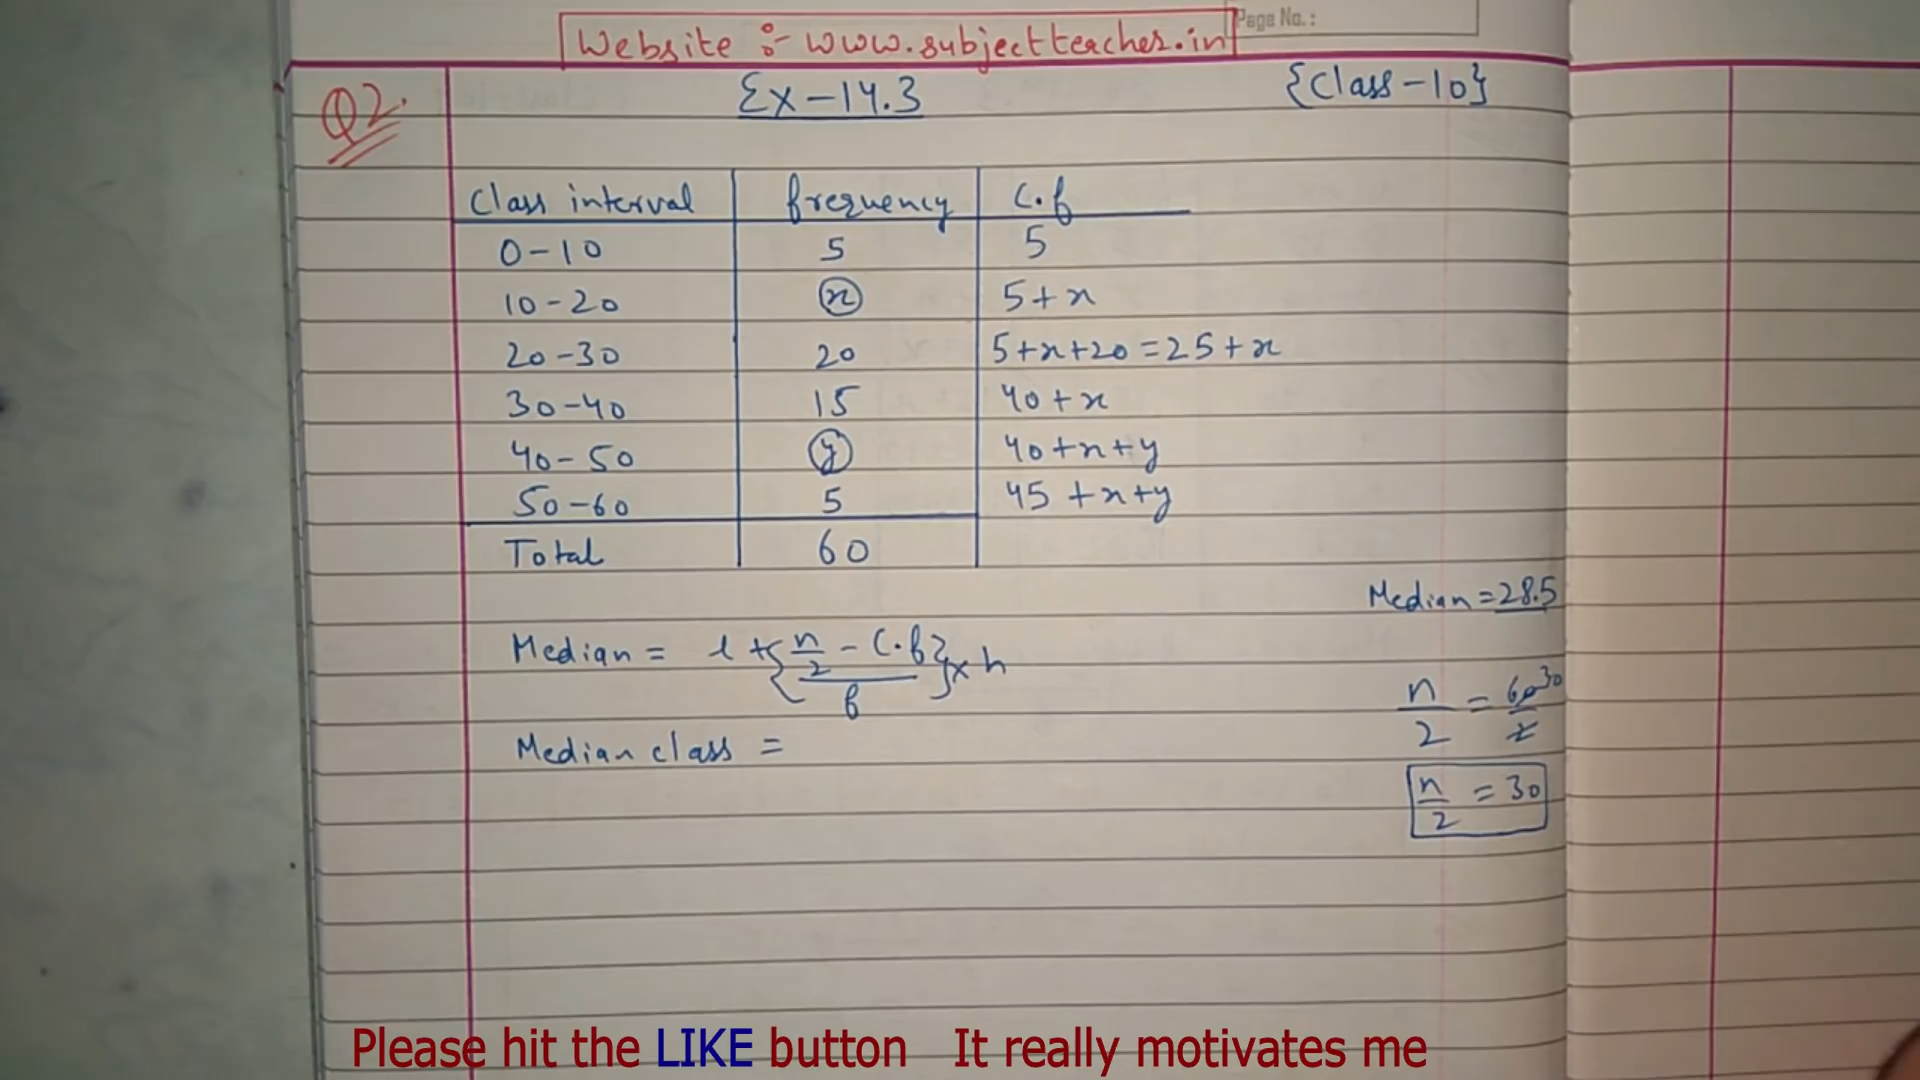 Page No.:
Website :- www.subjectteacher.in
Q2.
Ex-14.3
{Class-10}
Class interval frequency C.f
0-10 5 5
10-20 x 5+x
20-30 20 5+x+20=25+x
30-40 15 40+x
40-50 y 40+x+y
50-60 5 45+x+y
Total 60
Median=28.5
Median = l+{n/2 - C.f / f}×h
n/2 = 60/2 30
Median class =
n/2 = 30
Please hit the LIKE button It really motivates me